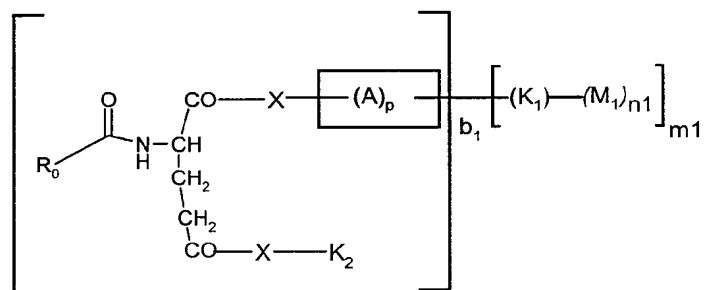 O
CO X (A)p (K1) (M1)n1
b1 m1
R0 N H CH
CH2
CH2
CO X K2